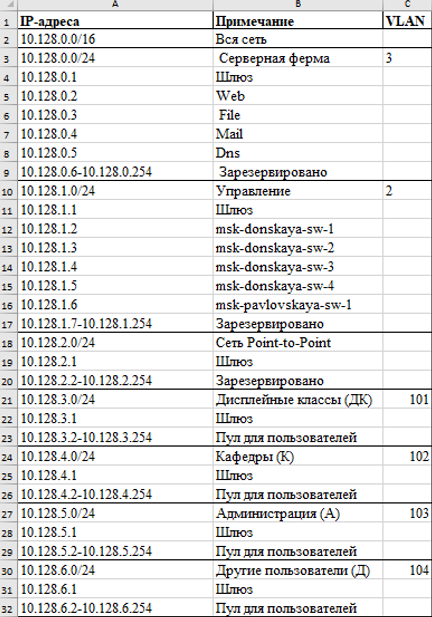 A B C
1 IP-адреса Примечание VLAN
2 10.128.0.0/16 Вся сеть
3 10.128.0.0/24 Серверная ферма 3
4 10.128.0.1 Шлюз
5 10.128.0.2 Web
6 10.128.0.3 File
7 10.128.0.4 Mail
8 10.128.0.5 Dns
9 10.128.0.6-10.128.0.254 Зарезервировано
10 10.128.1.0/24 Управление 2
11 10.128.1.1 Шлюз
12 10.128.1.2 msk-donskaya-sw-1
13 10.128.1.3 msk-donskaya-sw-2
14 10.128.1.4 msk-donskaya-sw-3
15 10.128.1.5 msk-donskaya-sw-4
16 10.128.1.6 msk-pavlovskaya-sw-1
17 10.128.1.7-10.128.1.254 Зарезервировано
18 10.128.2.0/24 Сеть Point-to-Point
19 10.128.2.1 Шлюз
20 10.128.2.2-10.128.2.254 Зарезервировано
21 10.128.3.0/24 Дисплейные классы (ДК) 101
22 10.128.3.1 Шлюз
23 10.128.3.2-10.128.3.254 Пул для пользователей
24 10.128.4.0/24 Кафедры (К) 102
25 10.128.4.1 Шлюз
26 10.128.4.2-10.128.4.254 Пул для пользователей
27 10.128.5.0/24 Администрация (А) 103
28 10.128.5.1 Шлюз
29 10.128.5.2-10.128.5.254 Пул для пользователей
30 10.128.6.0/24 Другие пользователи (Д) 104
31 10.128.6.1 Шлюз
32 10.128.6.2-10.128.6.254 Пул для пользователей